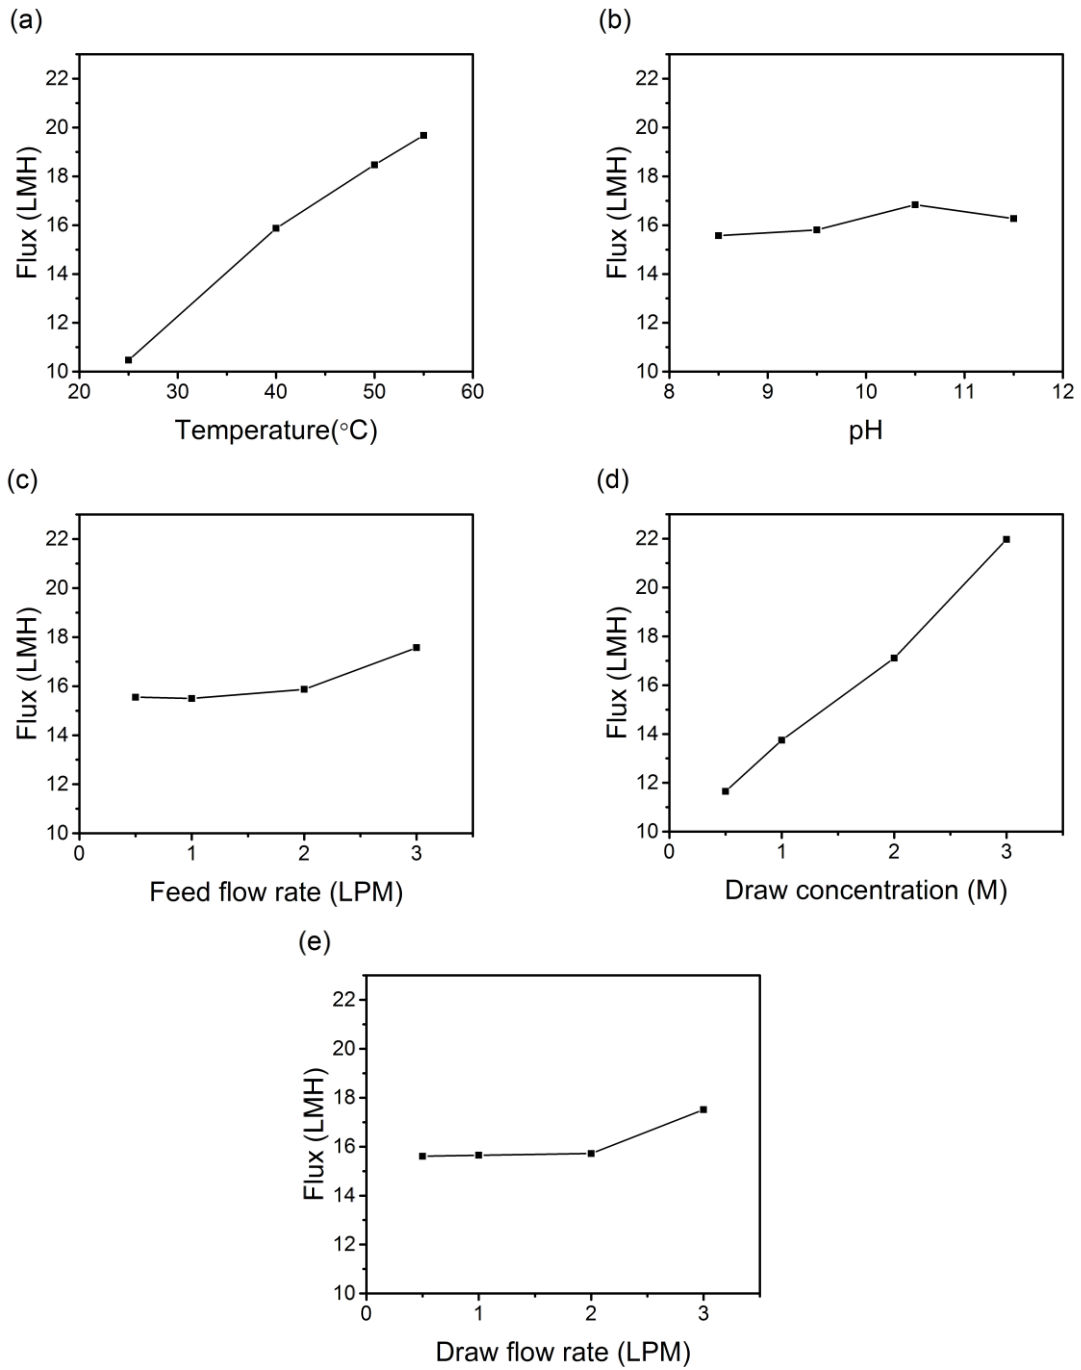 (a)
22
20
18
16
14
12
10
20 30 40 50 60
Flux (LMH)
Temperature(°C)
(b)
22
20
18
16
14
12
10
8 9 10 11 12
Flux (LMH)
pH
(c)
22
20
18
16
14
12
10
0 1 2 3
Flux (LMH)
Feed flow rate (LPM)
(d)
22
20
18
16
14
12
10
0 1 2 3
Flux (LMH)
Draw concentration (M)
(e)
22
20
18
16
14
12
10
0 1 2 3
Flux (LMH)
Draw flow rate (LPM)